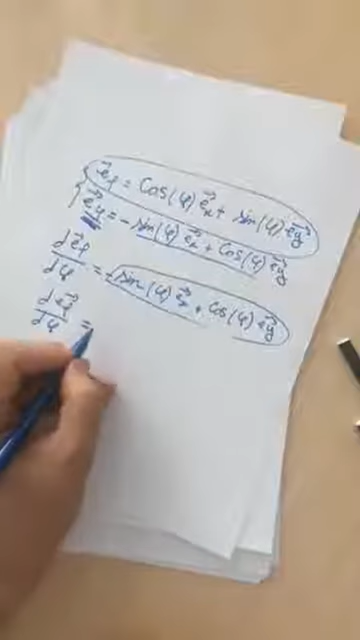 e⃗ρ = Cos(φ) e⃗x + sin(φ) e⃗y
e⃗φ = -sin(φ) e⃗x + Cos(φ) e⃗y
de⃗ρ/dφ = -sin(φ) e⃗x + Cos(φ) e⃗y
de⃗φ/dφ =